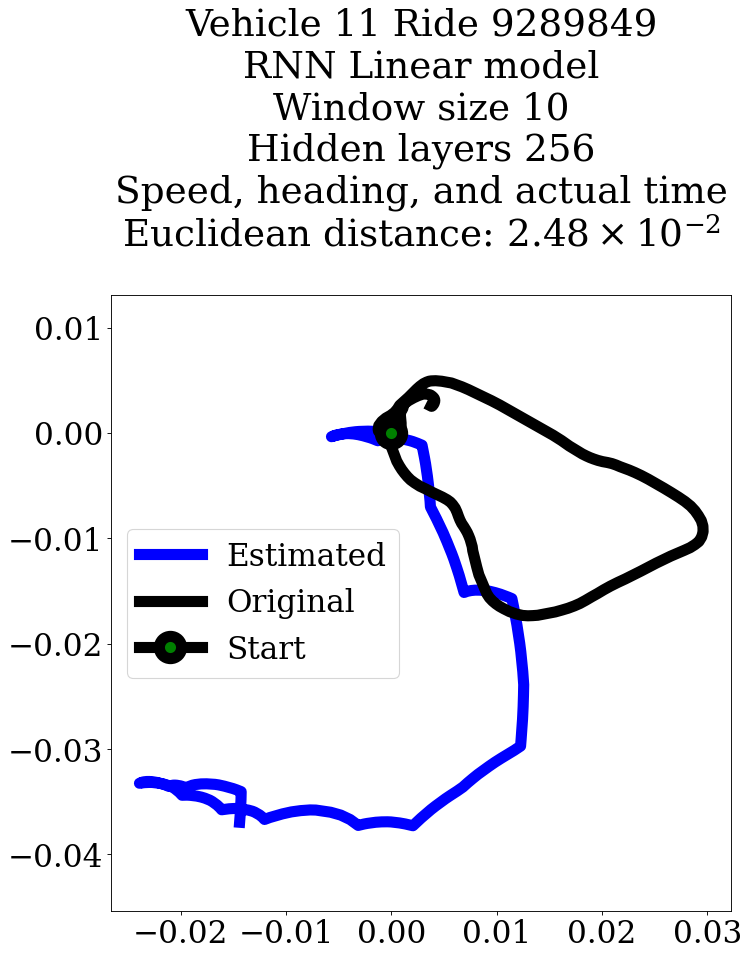 Vehicle 11 Ride 9289849
RNN Linear model
Window size 10
Hidden layers 256
Speed, heading, and actual time
Euclidean distance: 2.48 × 10⁻²
0.01
0.00
−0.01
−0.02
−0.03
−0.04
Estimated
Original
Start
−0.02 −0.01 0.00 0.01 0.02 0.03